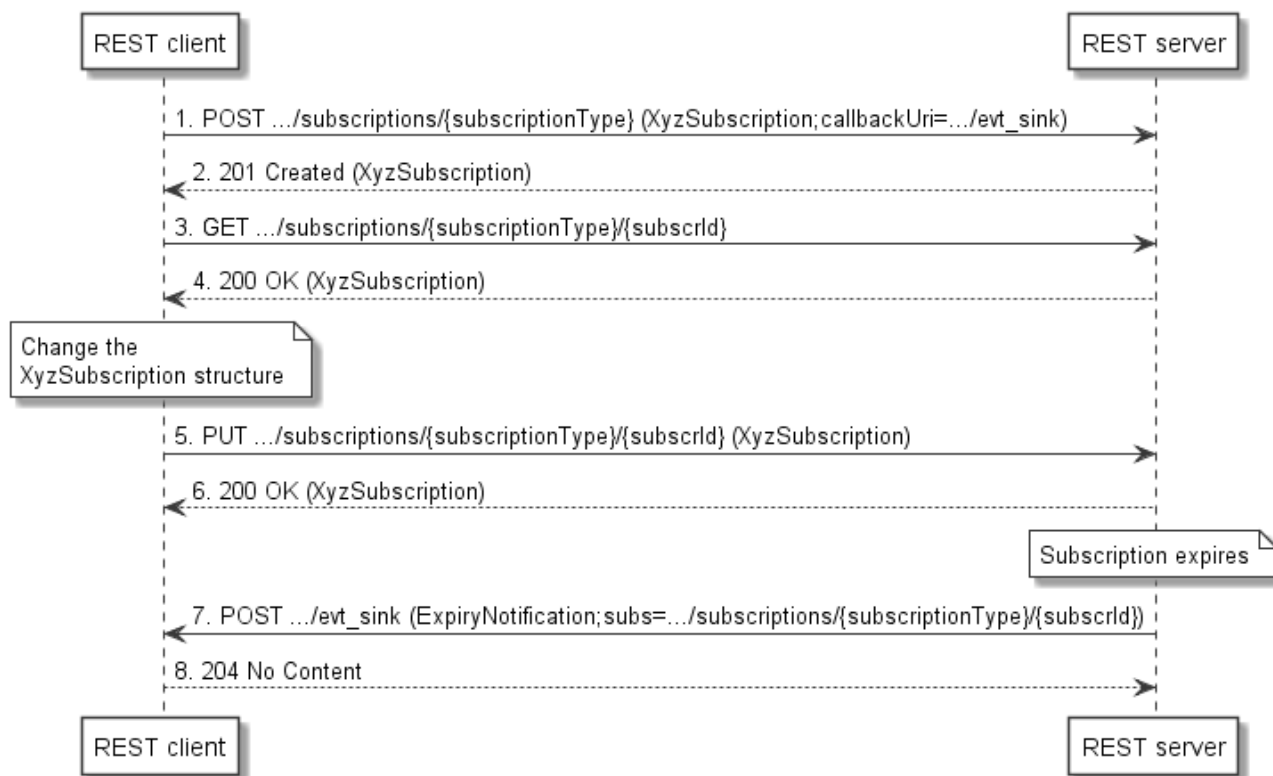 REST client
REST server
1. POST .../subscriptions/{subscriptionType} (XyzSubscription;callbackUri=.../evt_sink)
2. 201 Created (XyzSubscription)
3. GET .../subscriptions/{subscriptionType}/{subscrId}
4. 200 OK (XyzSubscription)
Change the
XyzSubscription structure
5. PUT .../subscriptions/{subscriptionType}/{subscrId} (XyzSubscription)
6. 200 OK (XyzSubscription)
Subscription expires
7. POST .../evt_sink (ExpiryNotification;subs=.../subscriptions/{subscriptionType}/{subscrId})
8. 204 No Content
REST client
REST server